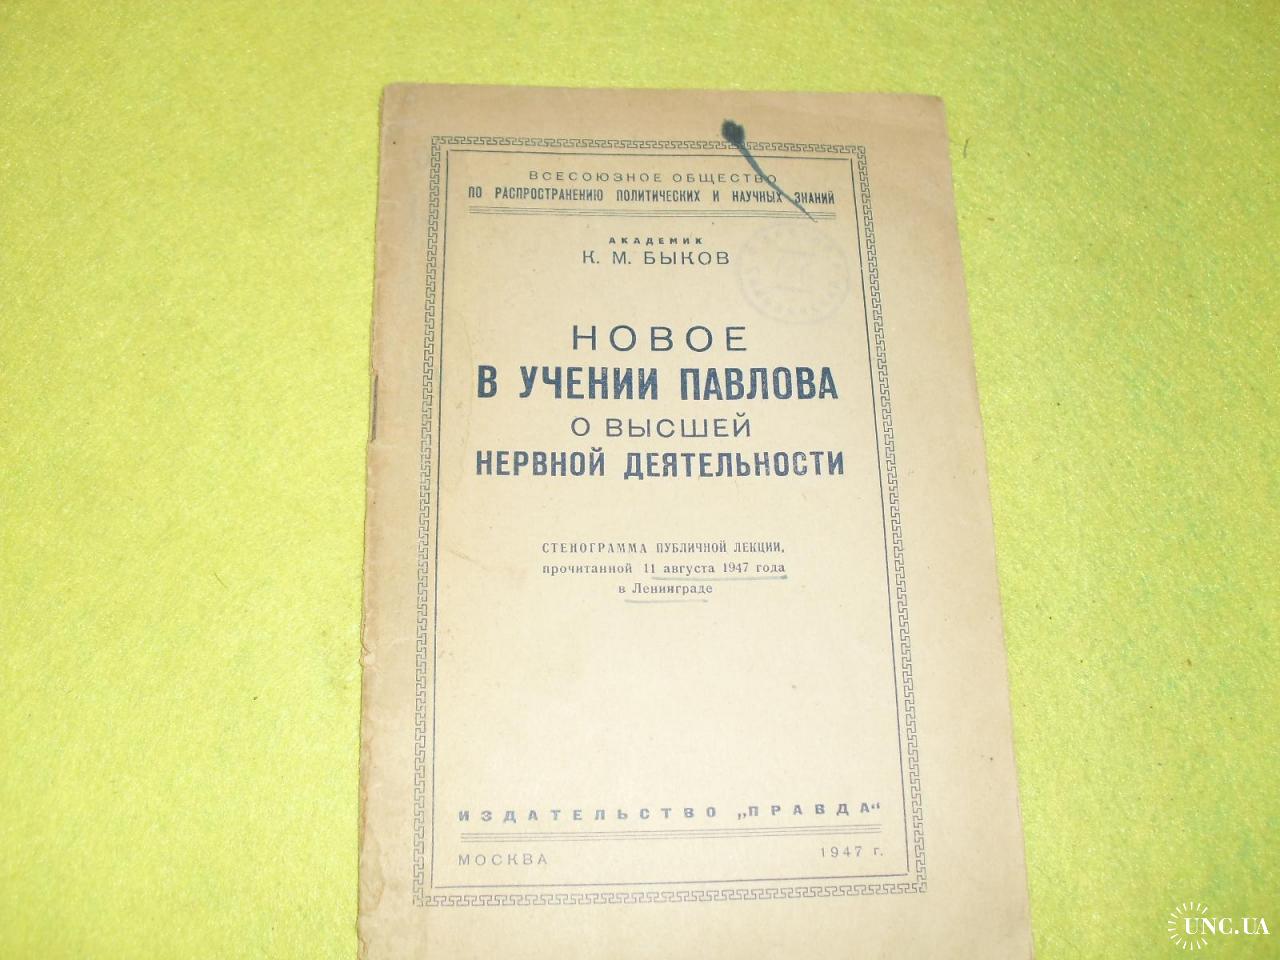 ВСЕСОЮЗНОЕ ОБЩЕСТВО
ПО РАСПРОСТРАНЕНИЮ ПОЛИТИЧЕСКИХ И НАУЧНЫХ ЗНАНИЙ
АКАДЕМИК
К. М. БЫКОВ
НОВОЕ
В УЧЕНИИ ПАВЛОВА
О ВЫСШЕЙ
НЕРВНОЙ ДЕЯТЕЛЬНОСТИ
СТЕНОГРАММА ПУБЛИЧНОЙ ЛЕКЦИИ,
прочитанной 11 августа 1947 года
в Ленинграде
ИЗДАТЕЛЬСТВО „ПРАВДА“
МОСКВА 1947 г.
UNC.UA